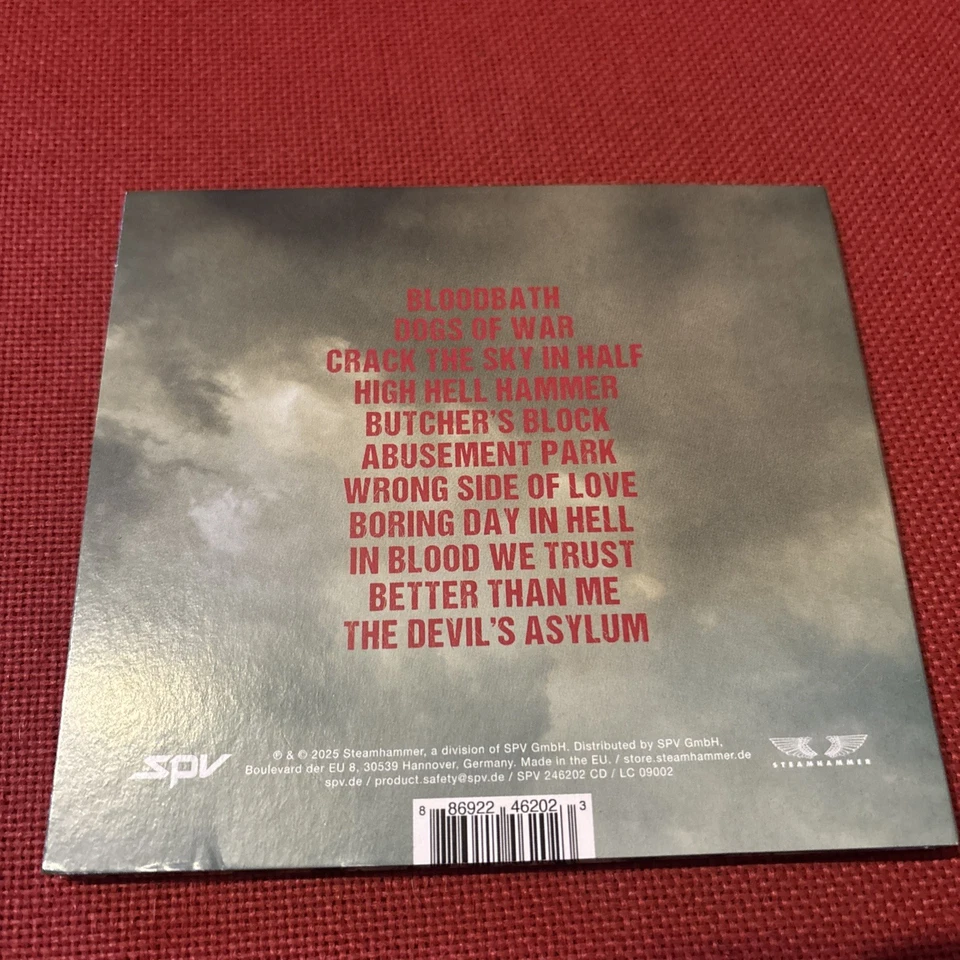 BLOODBATH
DOGS OF WAR
CRACK THE SKY IN HALF
HIGH HELL HAMMER
BUTCHER'S BLOCK
ABUSEMENT PARK
WRONG SIDE OF LOVE
BORING DAY IN HELL
IN BLOOD WE TRUST
BETTER THAN ME
THE DEVIL'S ASYLUM
SPV
℗ & © 2025 Steamhammer, a division of SPV GmbH. Distributed by SPV GmbH,
Boulevard der EU 8, 30539 Hannover, Germany. Made in the EU. / store.steamhammer.de
spv.de / product.safety@spv.de / SPV 246202 CD / LC 09002
STEAMHAMMER
8 86922 46202 3